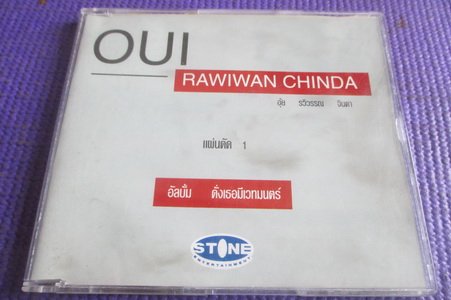 OUI
RAWIWAN CHINDA
อุ้ย รวิวรรณ จินดา
แผ่นตัด 1
อัลบั้ม ดั่งเธอมีเวทมนตร์
STONE
ENTERTAINMENT